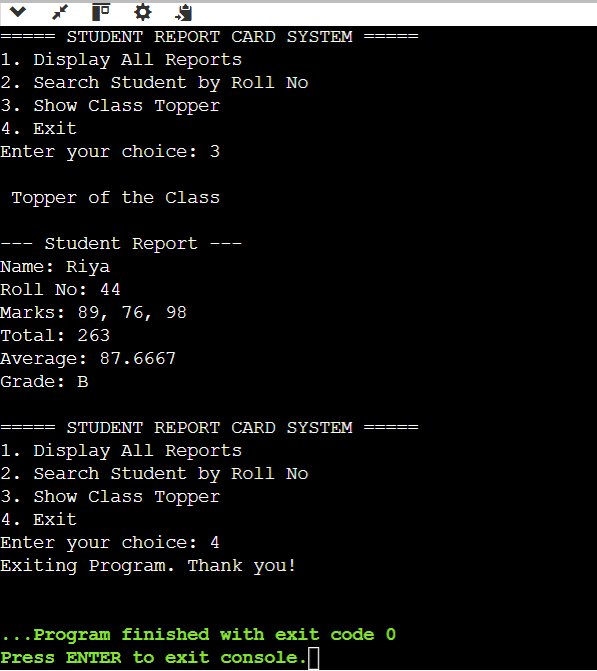 ===== STUDENT REPORT CARD SYSTEM =====
1. Display All Reports
2. Search Student by Roll No
3. Show Class Topper
4. Exit
Enter your choice: 3
Topper of the Class
--- Student Report ---
Name: Riya
Roll No: 44
Marks: 89, 76, 98
Total: 263
Average: 87.6667
Grade: B
===== STUDENT REPORT CARD SYSTEM =====
1. Display All Reports
2. Search Student by Roll No
3. Show Class Topper
4. Exit
Enter your choice: 4
Exiting Program. Thank you!
...Program finished with exit code 0
Press ENTER to exit console.